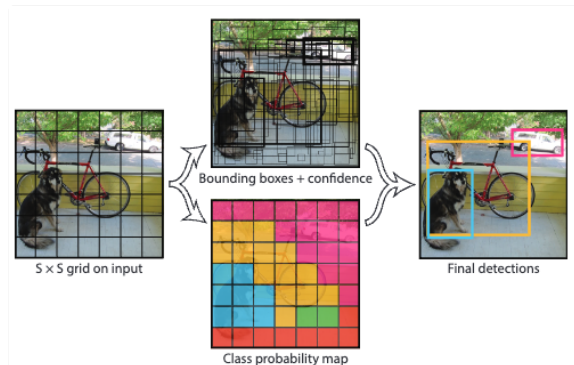 Bounding boxes + confidence
S × S grid on input
Final detections
Class probability map